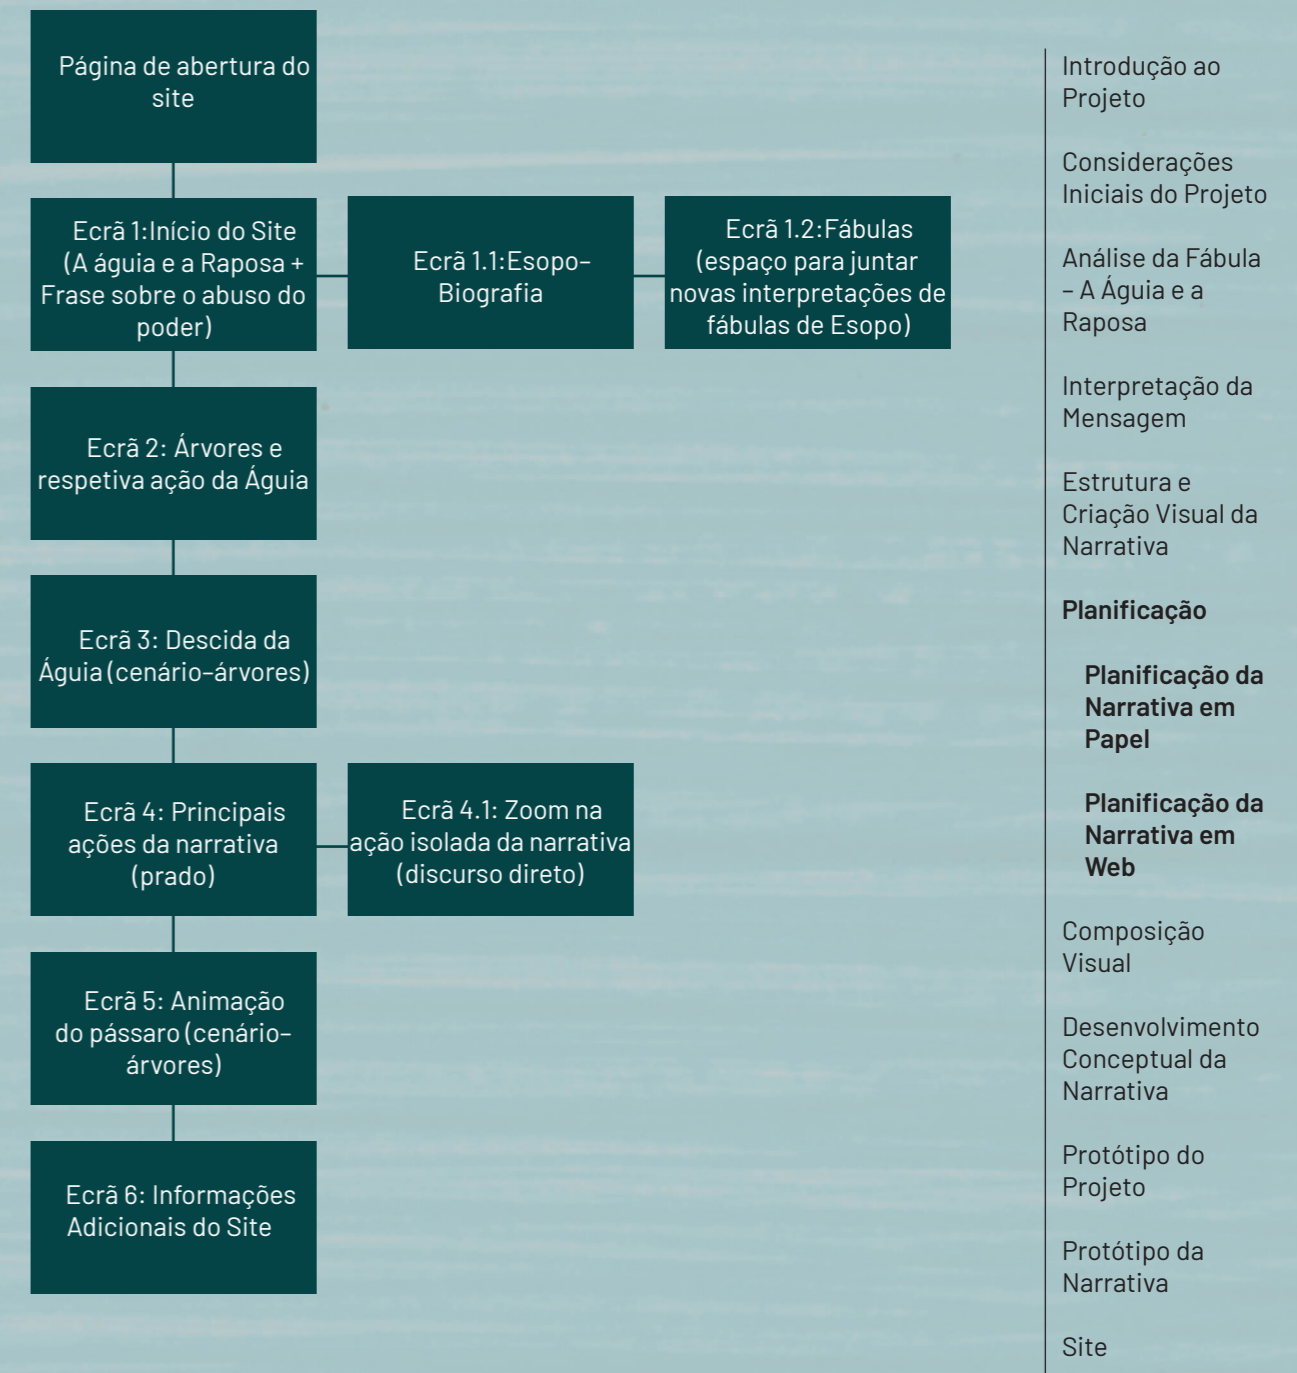 Página de abertura do
site
Ecrã 1:Início do Site
(A águia e a Raposa +
Frase sobre o abuso do
poder)
Ecrã 1.1:Esopo–
Biografia
Ecrã 1.2:Fábulas
(espaço para juntar
novas interpretações de
fábulas de Esopo)
Ecrã 2: Árvores e
respetiva ação da Águia
Ecrã 3: Descida da
Águia (cenário–árvores)
Ecrã 4: Principais
ações da narrativa
(prado)
Ecrã 4.1: Zoom na
ação isolada da narrativa
(discurso direto)
Ecrã 5: Animação
do pássaro (cenário–
árvores)
Ecrã 6: Informações
Adicionais do Site
Introdução ao
Projeto
Considerações
Iniciais do Projeto
Análise da Fábula
– A Águia e a
Raposa
Interpretação da
Mensagem
Estrutura e
Criação Visual da
Narrativa
Planificação
Planificação da
Narrativa em
Papel
Planificação da
Narrativa em
Web
Composição
Visual
Desenvolvimento
Conceptual da
Narrativa
Protótipo do
Projeto
Protótipo da
Narrativa
Site